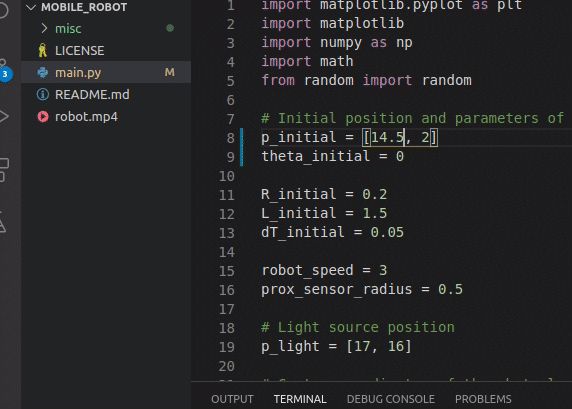 MOBILE_ROBOT
misc
LICENSE
main.py M
README.md
robot.mp4
3
1 import matplotlib.pyplot as plt
2 import matplotlib
3 import numpy as np
4 import math
5 from random import random
6
7 # Initial position and parameters of
8 p_initial = [14.5, 2]
9 theta_initial = 0
10
11 R_initial = 0.2
12 L_initial = 1.5
13 dT_initial = 0.05
14
15 robot_speed = 3
16 prox_sensor_radius = 0.5
17
18 # Light source position
19 p_light = [17, 16]
20
OUTPUT TERMINAL DEBUG CONSOLE PROBLEMS